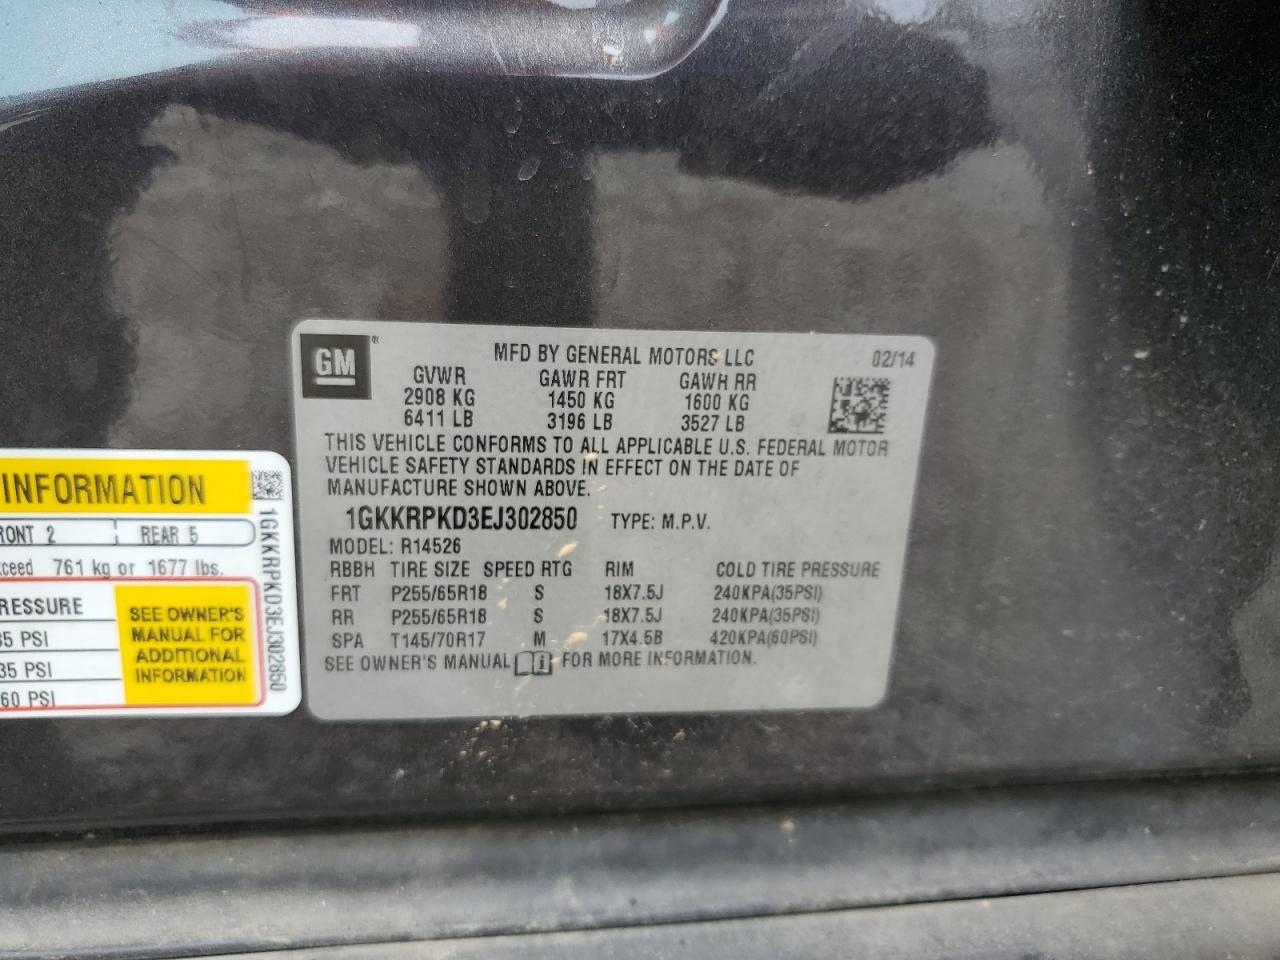 GM ®
MFD BY GENERAL MOTORS LLC 02/14
GVWR GAWR FRT GAWR RR
2908 KG 1450 KG 1600 KG
6411 LB 3196 LB 3527 LB
THIS VEHICLE CONFORMS TO ALL APPLICABLE U.S. FEDERAL MOTOR
VEHICLE SAFETY STANDARDS IN EFFECT ON THE DATE OF
MANUFACTURE SHOWN ABOVE.
1GKKRPKD3EJ302850 TYPE: M.P.V.
MODEL: R14526
RBBH TIRE SIZE SPEED RTG RIM COLD TIRE PRESSURE
FRT P255/65R18 S 18X7.5J 240KPA(35PSI)
RR P255/65R18 S 18X7.5J 240KPA(35PSI)
SPA T145/70R17 M 17X4.5B 420KPA(60PSI)
SEE OWNER'S MANUAL FOR MORE INFORMATION.
INFORMATION
RONT 2 REAR 5
ceed 761 kg or 1677 lbs.
RESSURE
35 PSI
35 PSI
60 PSI
SEE OWNER'S
MANUAL FOR
ADDITIONAL
INFORMATION
1GKKRPKD3EJ302850